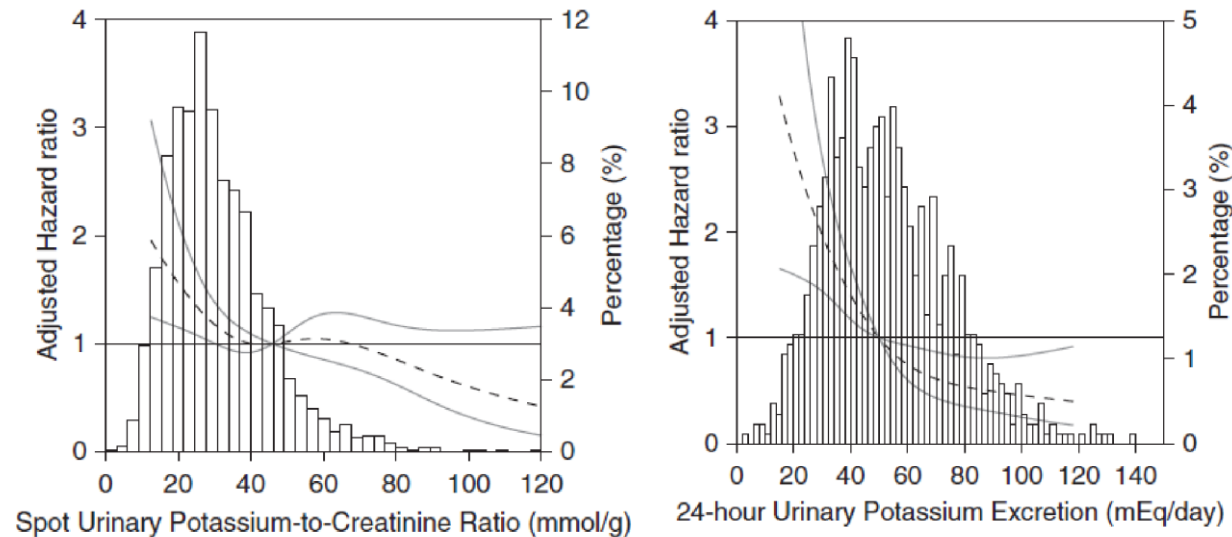 Adjusted Hazard ratio
4
3
2
1
0
12
10
8
6
4
2
0
Percentage (%)
0 20 40 60 80 100 120
Spot Urinary Potassium-to-Creatinine Ratio (mmol/g)
Adjusted Hazard ratio
4
3
2
1
0
5
4
3
2
1
0
Percentage (%)
0 20 40 60 80 100 120 140
24-hour Urinary Potassium Excretion (mEq/day)